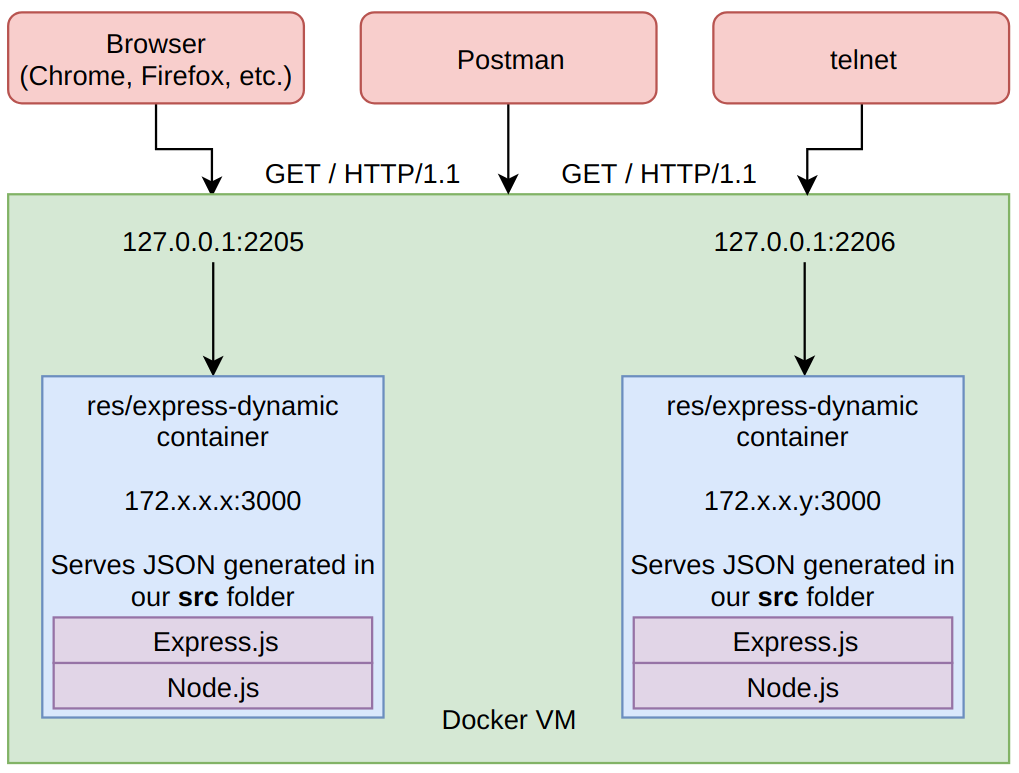 Browser
(Chrome, Firefox, etc.)
Postman
telnet
GET / HTTP/1.1
GET / HTTP/1.1
127.0.0.1:2205
127.0.0.1:2206
res/express-dynamic
container
172.x.x.x:3000
Serves JSON generated in
our src folder
Express.js
Node.js
res/express-dynamic
container
172.x.x.y:3000
Serves JSON generated in
our src folder
Express.js
Node.js
Docker VM